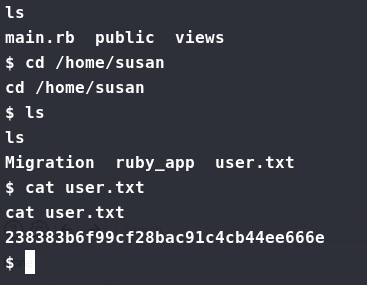 ls
main.rb  public  views
$ cd /home/susan
cd /home/susan
$ ls
ls
Migration  ruby_app  user.txt
$ cat user.txt
cat user.txt
238383b6f99cf28bac91c4cb44ee666e
$